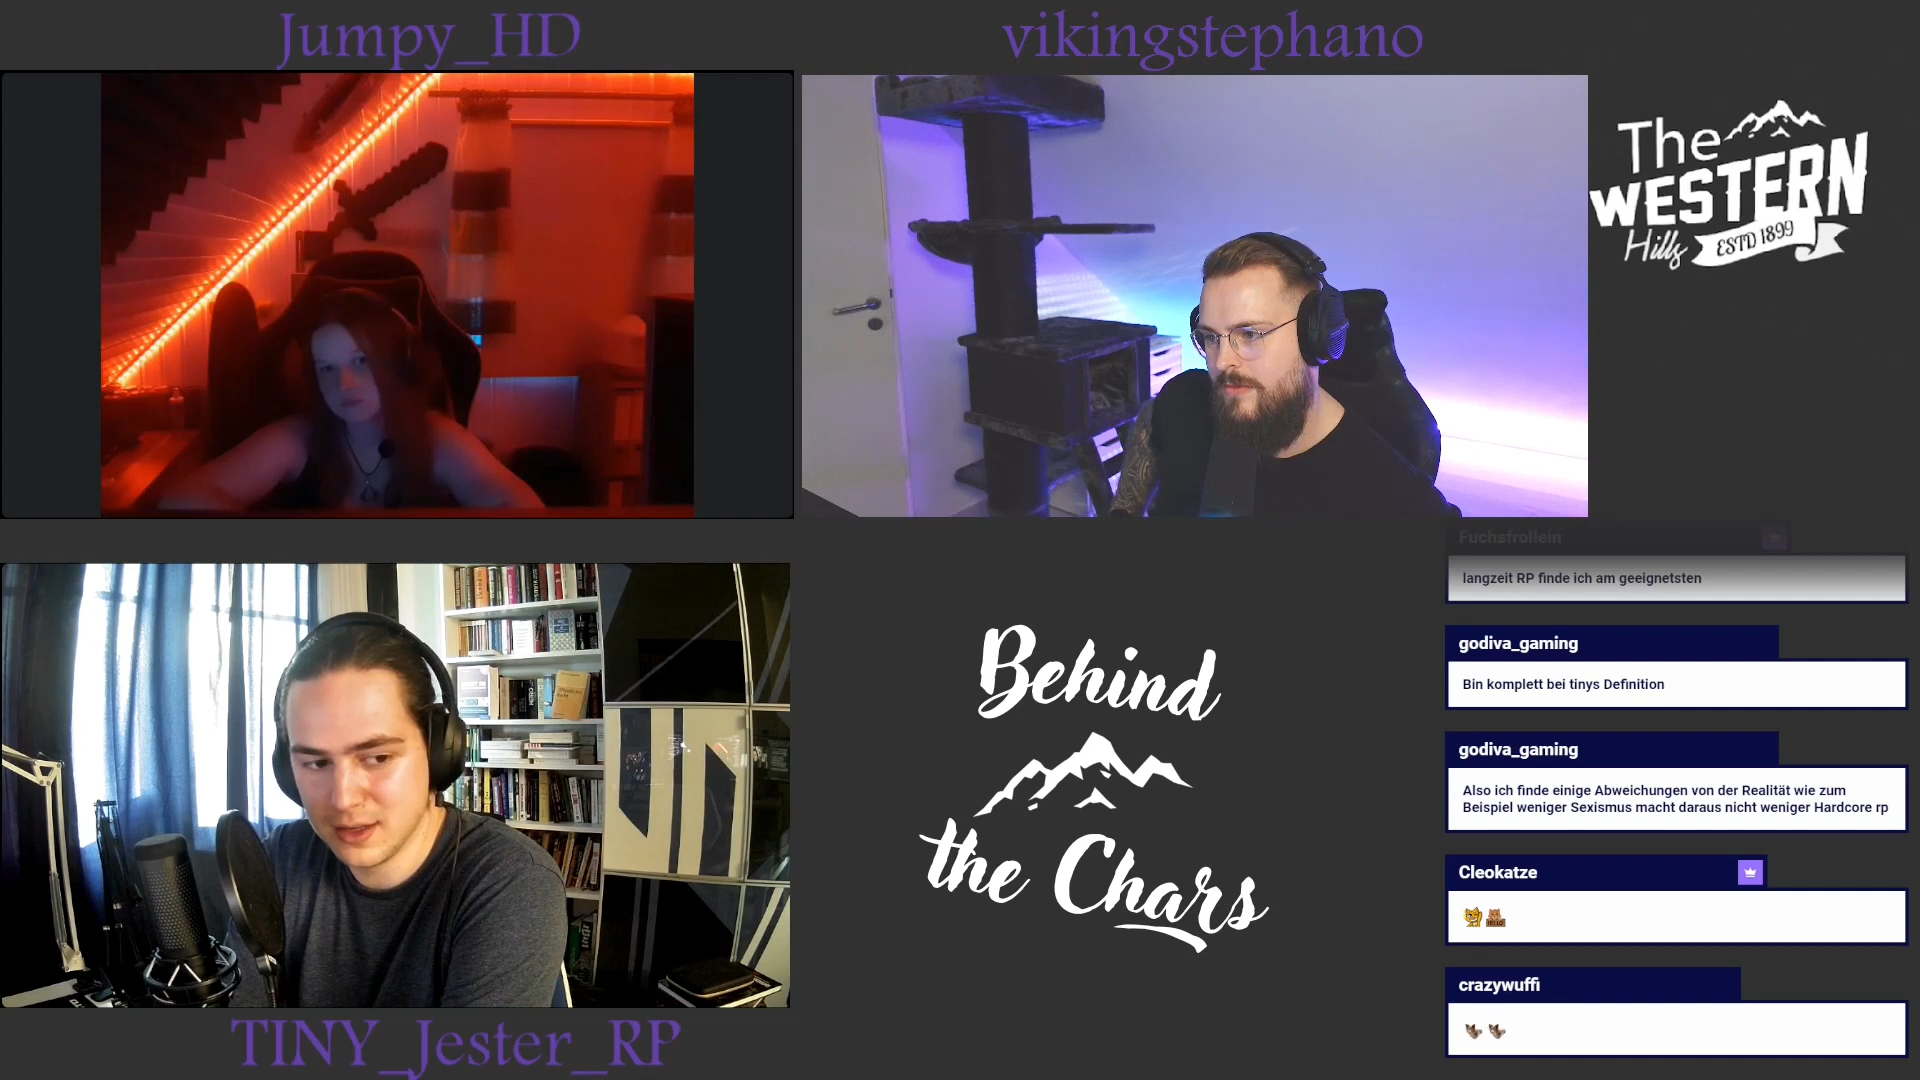 Jumpy_HD
vikingstephano
The
WESTERN
Hills
ESTD 1899
Fuchsfrollein
langzeit RP finde ich am geeignetsten
godiva_gaming
Bin komplett bei tinys Definition
godiva_gaming
Also ich finde einige Abweichungen von der Realität wie zum
Beispiel weniger Sexismus macht daraus nicht weniger Hardcore rp
Cleokatze
crazywuffi
Behind
the Chars
TINY_Jester_RP